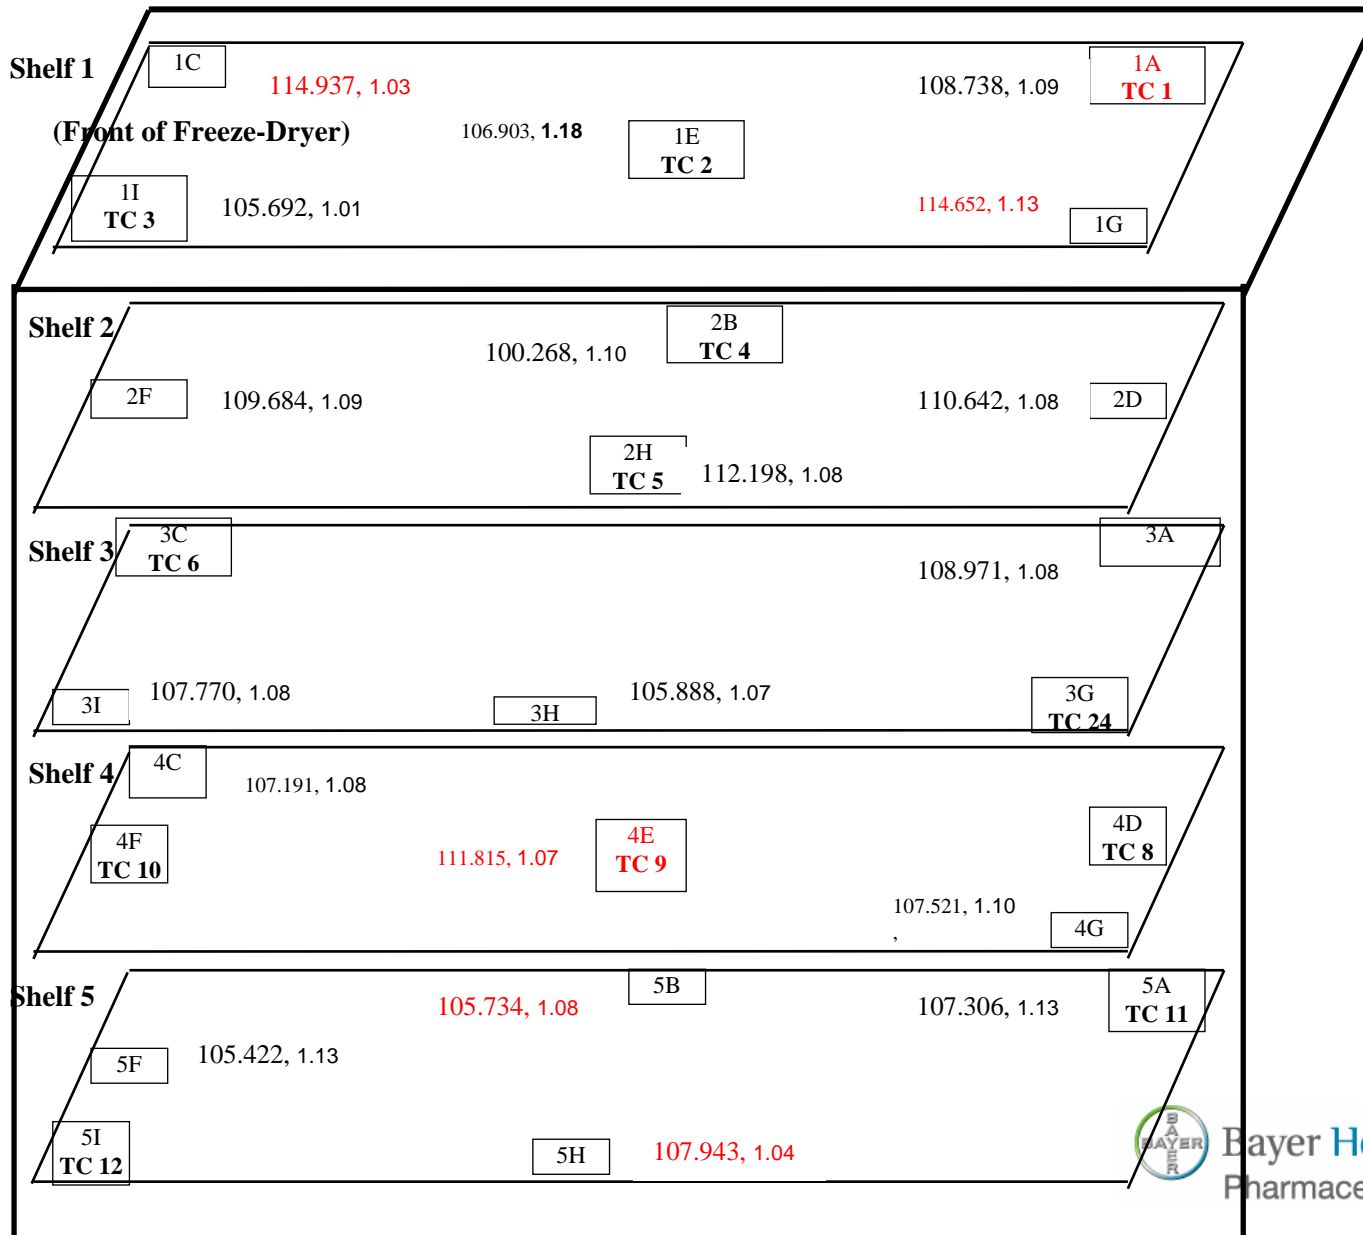 Shelf 1
1C
114.937, 1.03
108.738, 1.09
1A
TC 1
(Front of Freeze-Dryer)
106.903, 1.18
1E
TC 2
1I
TC 3
105.692, 1.01
114.652, 1.13
1G
Shelf 2
2B
TC 4
100.268, 1.10
2F
109.684, 1.09
110.642, 1.08
2D
2H
TC 5
112.198, 1.08
Shelf 3
3C
TC 6
3A
108.971, 1.08
3I
107.770, 1.08
3H
105.888, 1.07
3G
TC 24
Shelf 4
4C
107.191, 1.08
4F
TC 10
111.815, 1.07
4E
TC 9
4D
TC 8
107.521, 1.10
,
4G
Shelf 5
105.734, 1.08
5B
107.306, 1.13
5A
TC 11
5F
105.422, 1.13
5I
TC 12
5H
107.943, 1.04
BAYER
BAYER
Bayer He
Pharmace